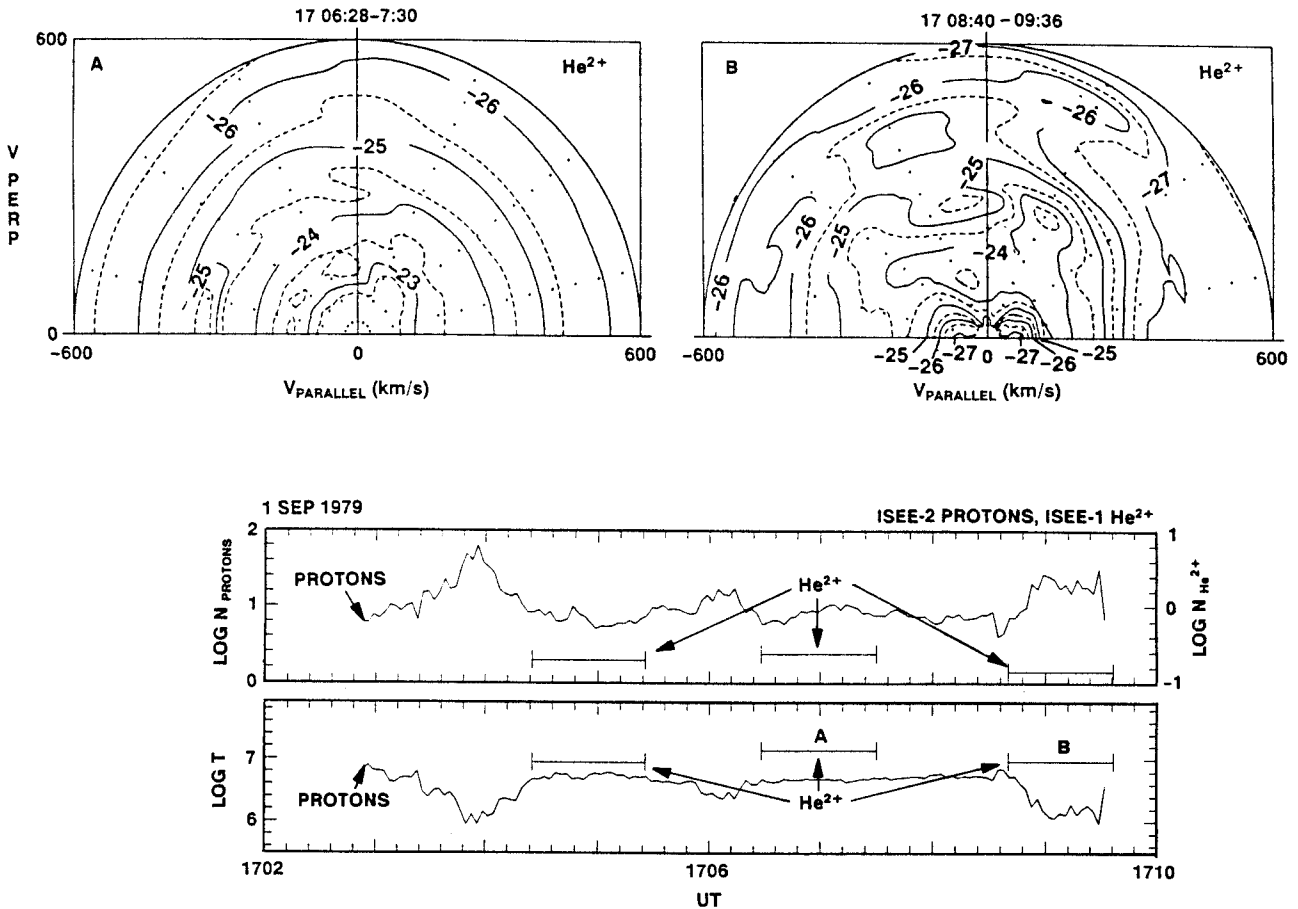 17 06:28-7:30
17 08:40 - 09:36
600
A
He2+
-26
-26
-25
-24
-25
-23
V PERP
0
-600
0
600
VPARALLEL (km/s)
B
He2+
-27
-26
-26
-25
-27
-26
-25
-24
-26
-600
-25
-26
-27
0
-27
-26
-25
600
VPARALLEL (km/s)
1 SEP 1979
ISEE-2 PROTONS, ISEE-1 He2+
2
1
0
LOG N PROTONS
PROTONS
He2+
1
0
-1
LOG N He2+
7
6
LOG T
PROTONS
A
He2+
B
1702
1706
1710
UT